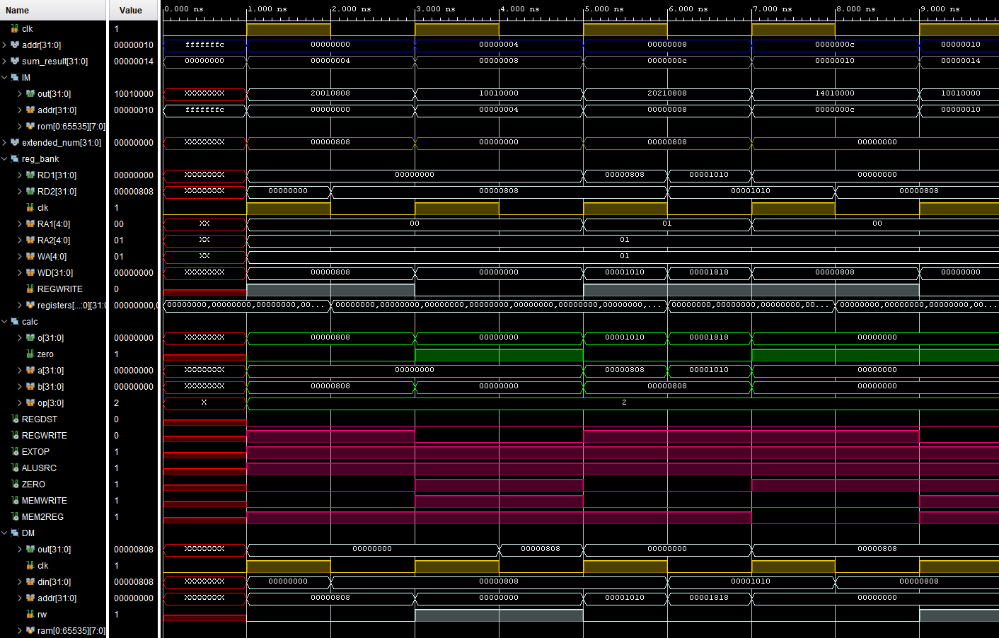 Name Value 0.000 ns 1.000 ns 2.000 ns 3.000 ns 4.000 ns 5.000 ns 6.000 ns 7.000 ns 8.000 ns 9.000 ns
clk 1
addr[31:0] 00000010 fffffffc 00000000 00000004 00000008 0000000c 00000010
sum_result[31:0] 00000014 00000000 00000004 00000008 0000000c 00000010 00000014
IM
out[31:0] 10010000 XXXXXXXX 20010808 10010000 20210808 14010000 10010000
addr[31:0] 00000010 fffffffc 00000000 00000004 00000008 0000000c 00000010
rom[0:65535][7:0]
extended_num[31:0] 00000000 XXXXXXXX 00000808 00000000 00000808 00000000
reg_bank
RD1[31:0] 00000000 XXXXXXXX 00000000 00000808 00001010 00000000
RD2[31:0] 00000808 XXXXXXXX 00000000 00000808 00001010 00000808
clk 1
RA1[4:0] 00 XX 00 01 00
RA2[4:0] 01 XX 01
WA[4:0] 01 XX 01
WD[31:0] 00000000 XXXXXXXX 00000808 00000000 00001010 00001818 00000808 00000000
REGWRITE 0
registers[...:0][31:0 00000000,0 00000000,00000000,00000000,00... 00000000,00000000,00000000,00000000,00000000,00000000,00000000,... 00000000,00000000,00000000,00... 00000000,00000000,00000000,00...
calc
o[31:0] 00000000 XXXXXXXX 00000808 00000000 00001010 00001818 00000000
zero 1
a[31:0] 00000000 XXXXXXXX 00000000 00000808 00001010 00000000
b[31:0] 00000000 XXXXXXXX 00000808 00000000 00000808 00000000
op[3:0] 2 X 2
REGDST 0
REGWRITE 0
EXTOP 1
ALUSRC 1
ZERO 1
MEMWRITE 1
MEM2REG 1
DM
out[31:0] 00000808 XXXXXXXX 00000000 00000808 00000000 00000808
clk 1
din[31:0] 00000808 XXXXXXXX 00000000 00000808 00001010 00000808
addr[31:0] 00000000 XXXXXXXX 00000808 00000000 00001010 00001818 00000000
rw 1
ram[0:65535][7:0]